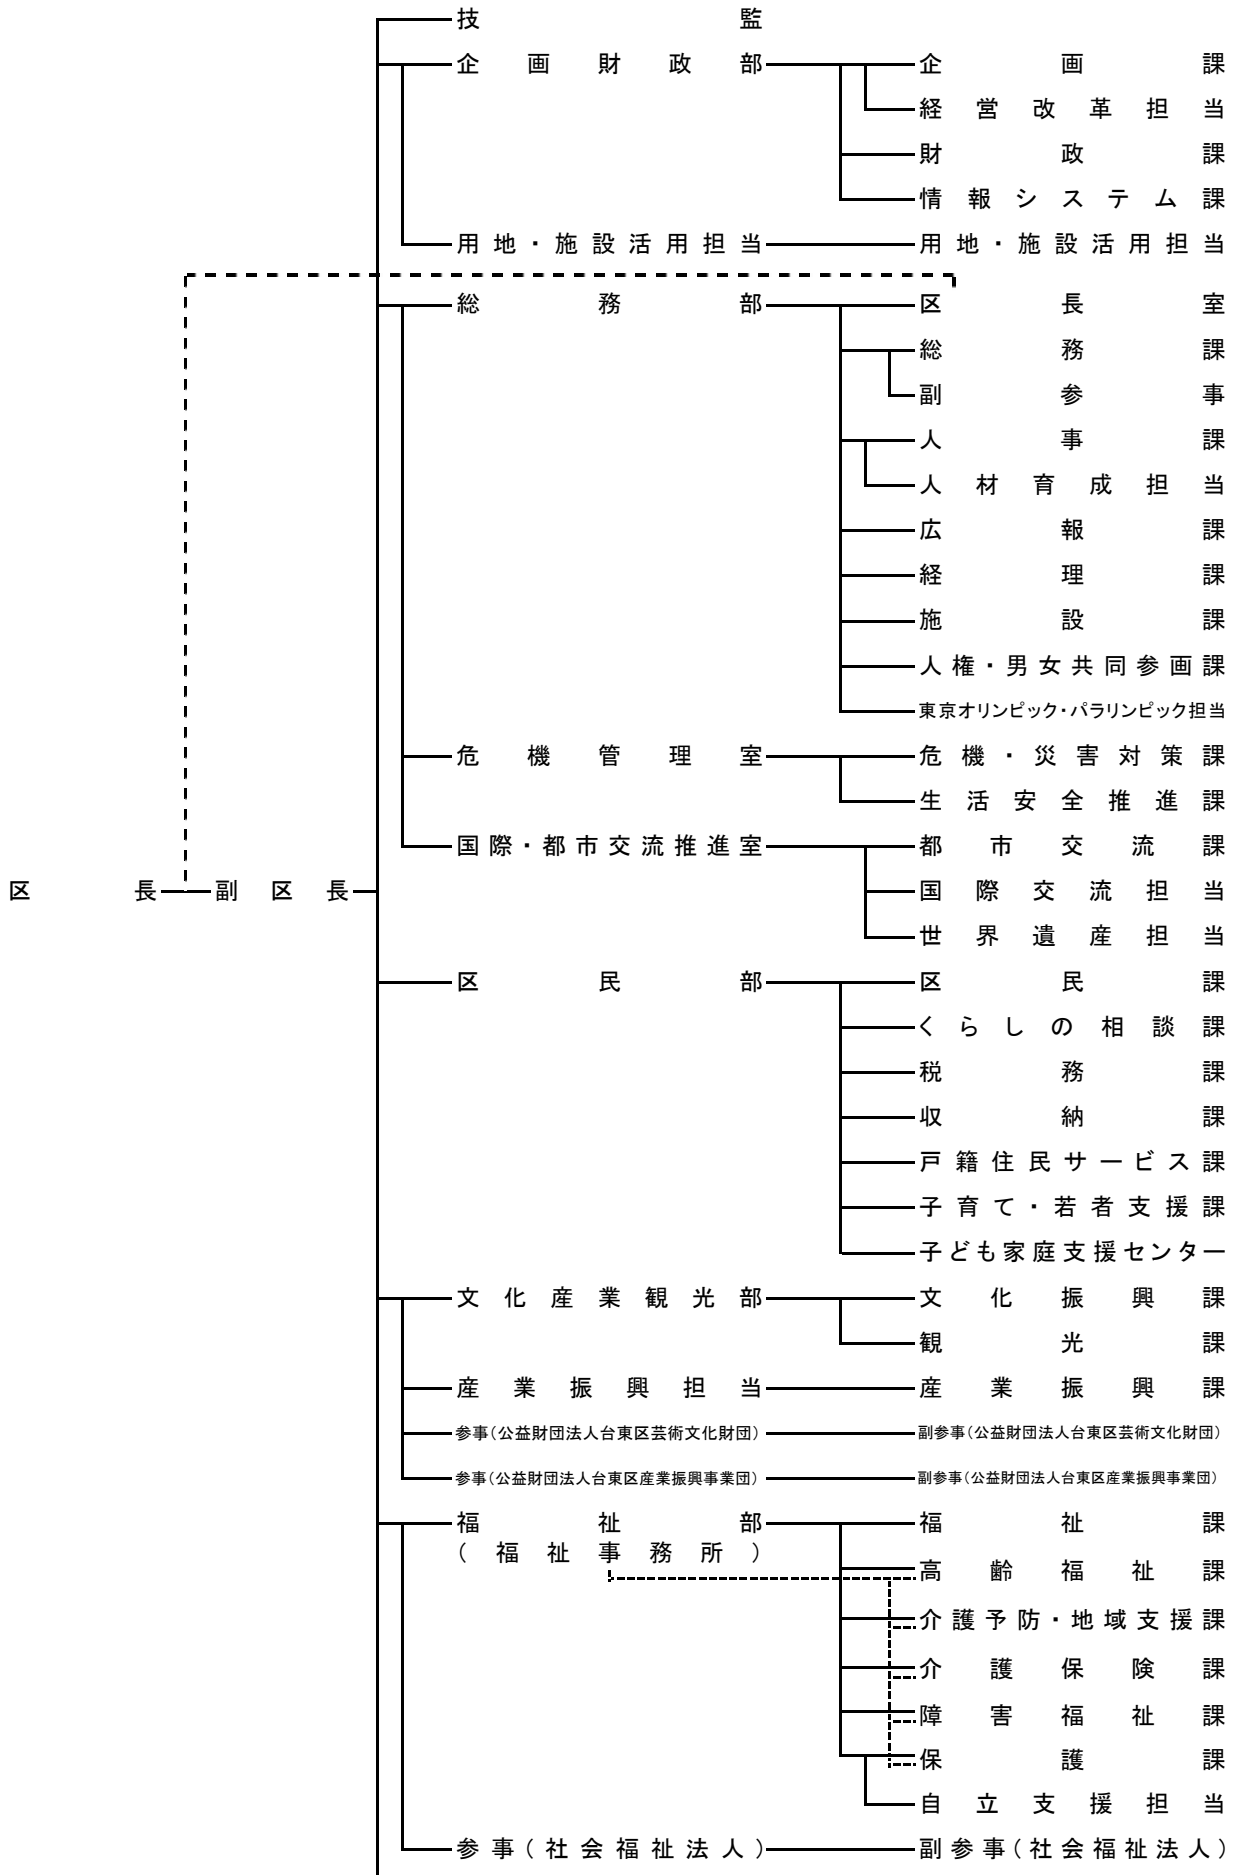 技監
企画財政部 企画課
経営改革担当
財政課
情報システム課
用地・施設活用担当 用地・施設活用担当
総務部 区長室
総務課
副参事
人事課
人材育成担当
広報課
経理課
施設課
人権・男女共同参画課
東京オリンピック・パラリンピック担当
危機管理室 危機・災害対策課
生活安全推進課
国際・都市交流推進室 都市交流課
区長 副区長 国際交流担当
世界遺産担当
区民部 区民課
くらしの相談課
税務課
収納課
戸籍住民サービス課
子育て・若者支援課
子ども家庭支援センター
文化産業観光部 文化振興課
観光課
産業振興担当 産業振興課
参事(公益財団法人台東区芸術文化財団) 副参事(公益財団法人台東区芸術文化財団)
参事(公益財団法人台東区産業振興事業団) 副参事(公益財団法人台東区産業振興事業団)
福祉部 福祉課
(福祉事務所)
高齢福祉課
介護予防・地域支援課
介護保険課
障害福祉課
保護課
自立支援担当
参事(社会福祉法人) 副参事(社会福祉法人)